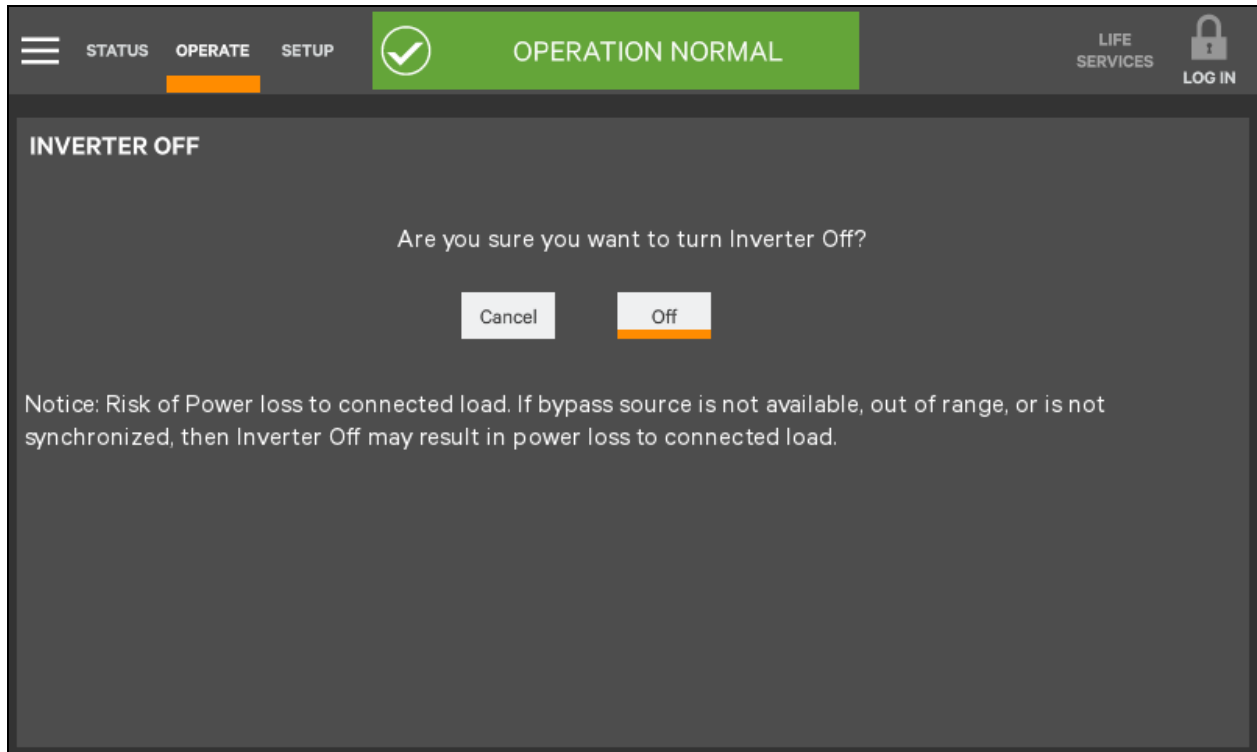 STATUS OPERATE SETUP OPERATION NORMAL LIFE
SERVICES
LOG IN
INVERTER OFF
Are you sure you want to turn Inverter Off?
Cancel Off
Notice: Risk of Power loss to connected load. If bypass source is not available, out of range, or is not
synchronized, then Inverter Off may result in power loss to connected load.